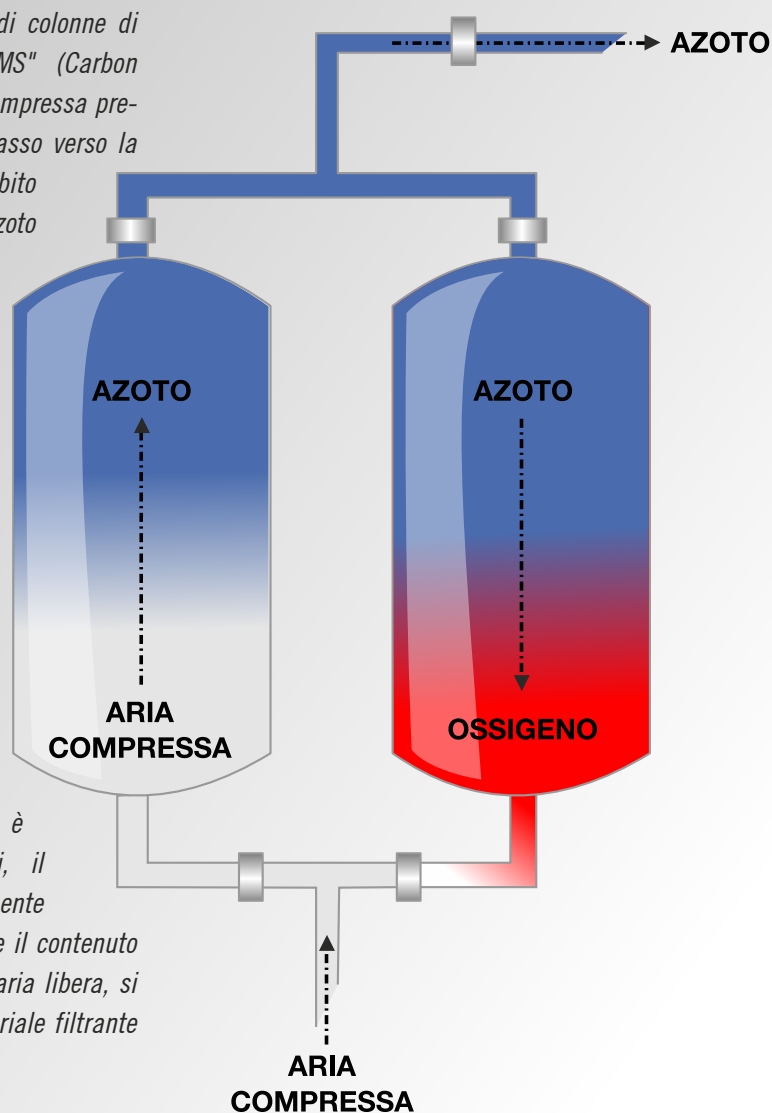 di colonne di
MS" (Carbon
mpressa pre-
asso verso la
bito
zoto
AZOTO
AZOTO
ARIA
COMPRESSA
AZOTO
OSSIGENO
è
i, il
ente
e il contenuto
aria libera, si
riale filtrante
ARIA
COMPRESSA